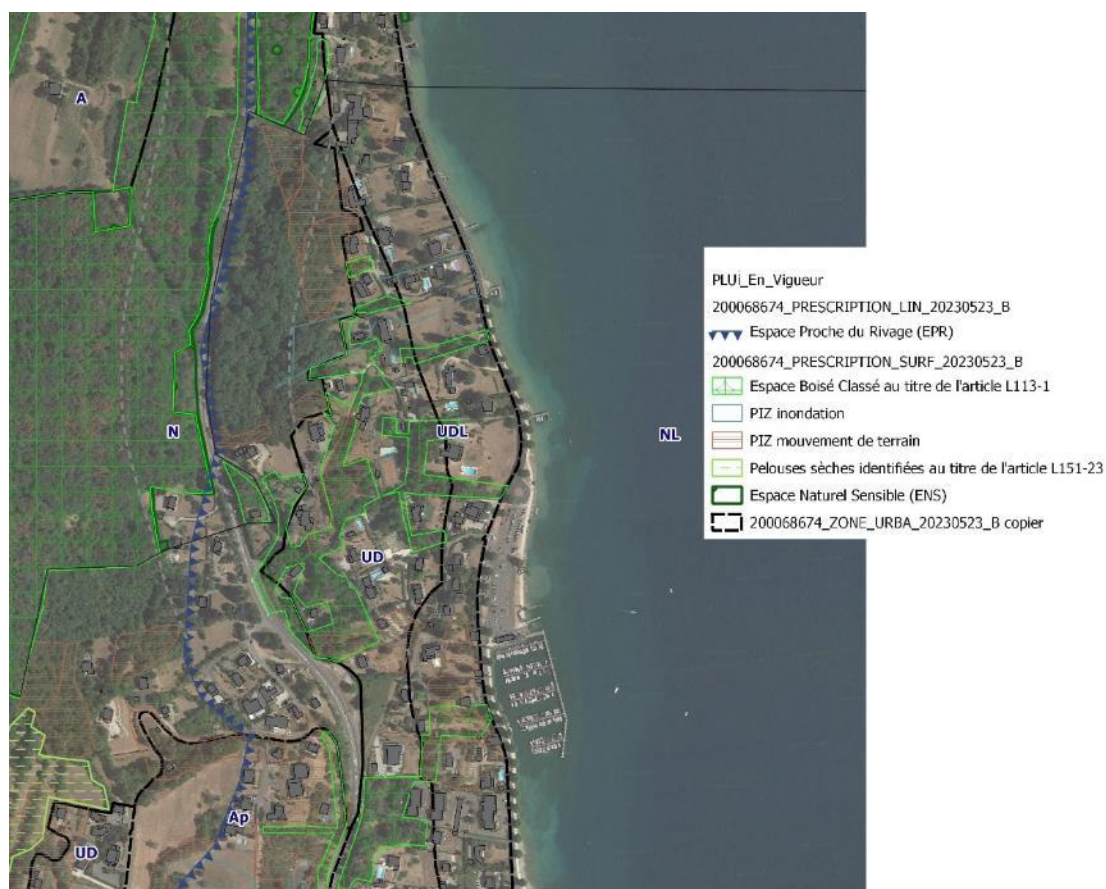 A
PLUi_En_Vigueur
200068674_PRESCRIPTION_LIN_20230523_B
Espace Proche du Rivage (EPR)
200068674_PRESCRIPTION_SURF_20230523_B
Espace Boisé Classé au titre de l'article L113-1
PIZ inondation
PIZ mouvement de terrain
Pelouses sèches identifiées au titre de l'article L151-23
Espace Naturel Sensible (ENS)
200068674_ZONE_URBA_20230523_B copier
N
UDL
NL
UD
Ap
UD